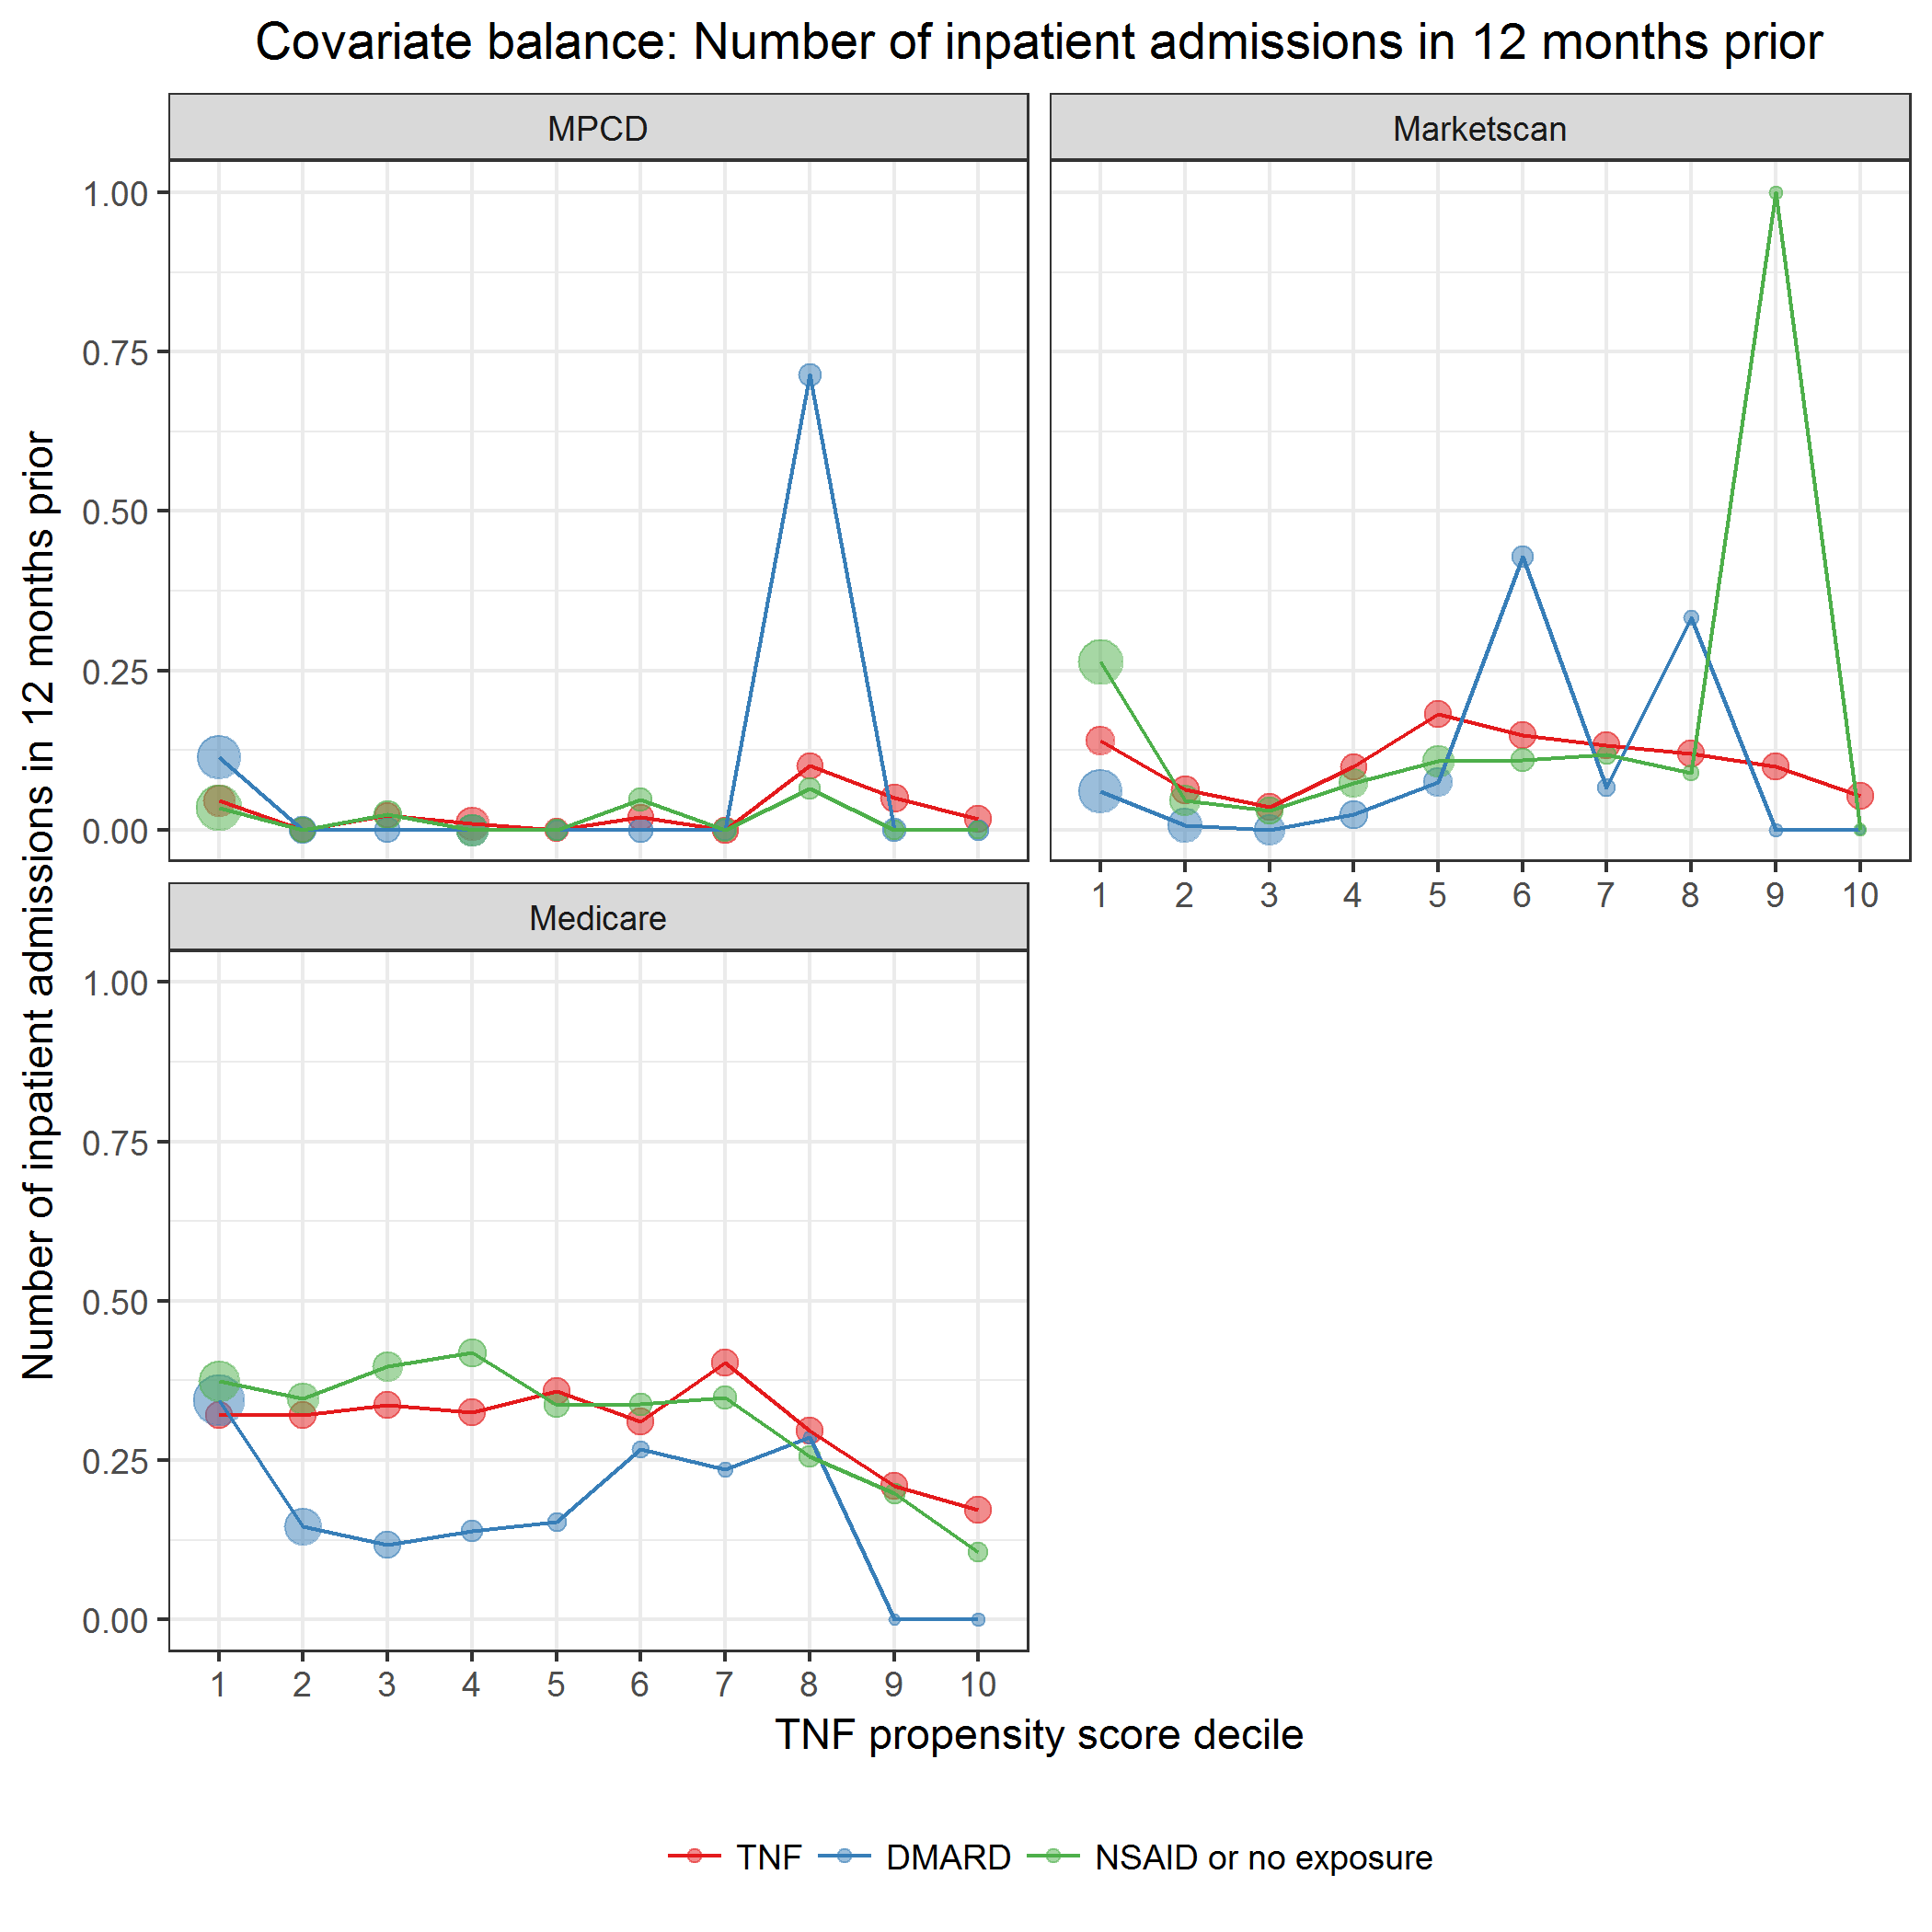 Covariate balance: Number of inpatient admissions in 12 months prior
MPCD
Marketscan
1.00
0.75
0.50
0.25
0.00
1 2 3 4 5 6 7 8 9 10
Medicare
1.00
0.75
0.50
0.25
0.00
1 2 3 4 5 6 7 8 9 10
Number of inpatient admissions in 12 months prior
TNF propensity score decile
TNF DMARD NSAID or no exposure